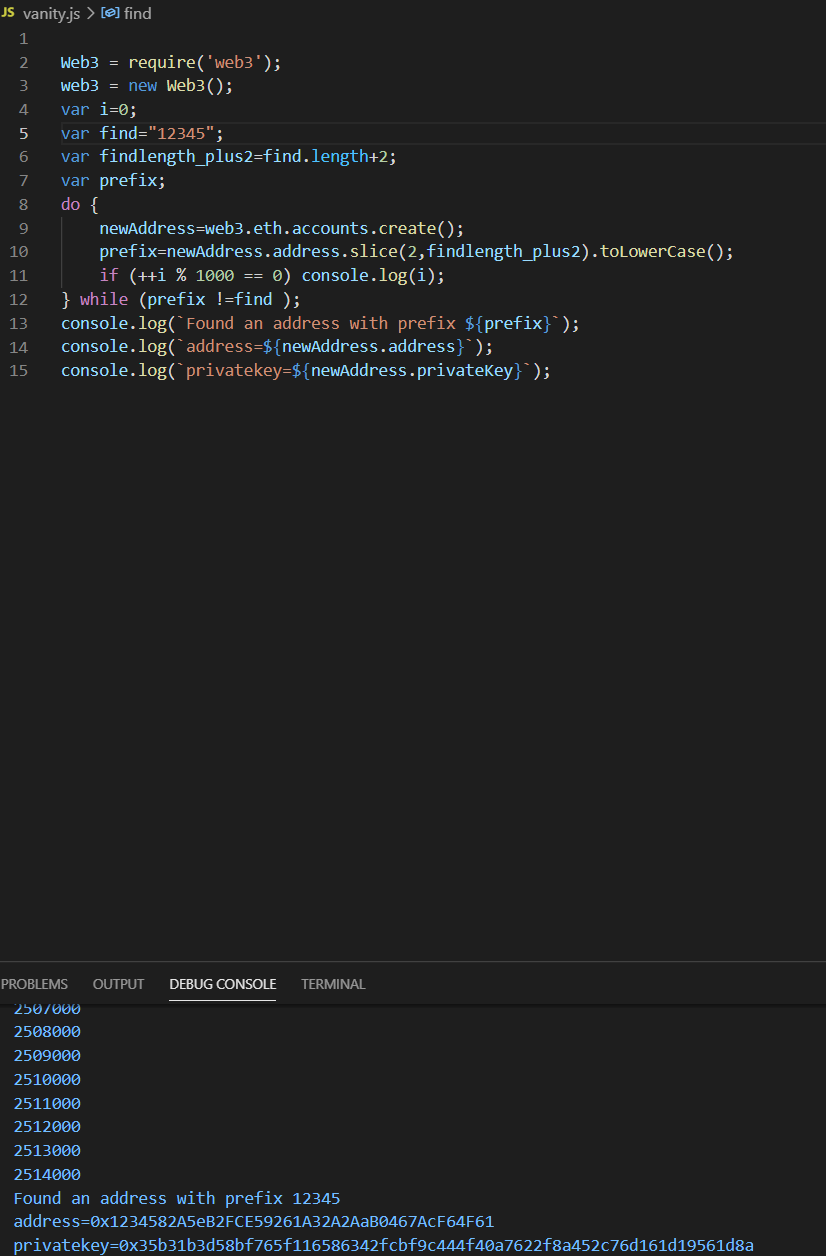 JS vanity.js > find
1
2 Web3 = require('web3');
3 web3 = new Web3();
4 var i=0;
5 var find="12345";
6 var findlength_plus2=find.length+2;
7 var prefix;
8 do {
9 newAddress=web3.eth.accounts.create();
10 prefix=newAddress.address.slice(2,findlength_plus2).toLowerCase();
11 if (++i % 1000 == 0) console.log(i);
12 } while (prefix !=find );
13 console.log(`Found an address with prefix ${prefix}`);
14 console.log(`address=${newAddress.address}`);
15 console.log(`privatekey=${newAddress.privateKey}`);
PROBLEMS OUTPUT DEBUG CONSOLE TERMINAL
2507000
2508000
2509000
2510000
2511000
2512000
2513000
2514000
Found an address with prefix 12345
address=0x1234582A5eB2FCE59261A32A2AaB0467AcF64F61
privatekey=0x35b31b3d58bf765f116586342fcbf9c444f40a7622f8a452c76d161d19561d8a